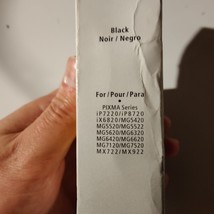 Black
Noir / Negro
For/Pour/Para
PIXMA Series
iP7220/iP8720
iX6820/MG5420
MG5520/MG5522
MG5620/MG6320
MG6420/MG6620
MG7120/MG7520
MX722/MX922